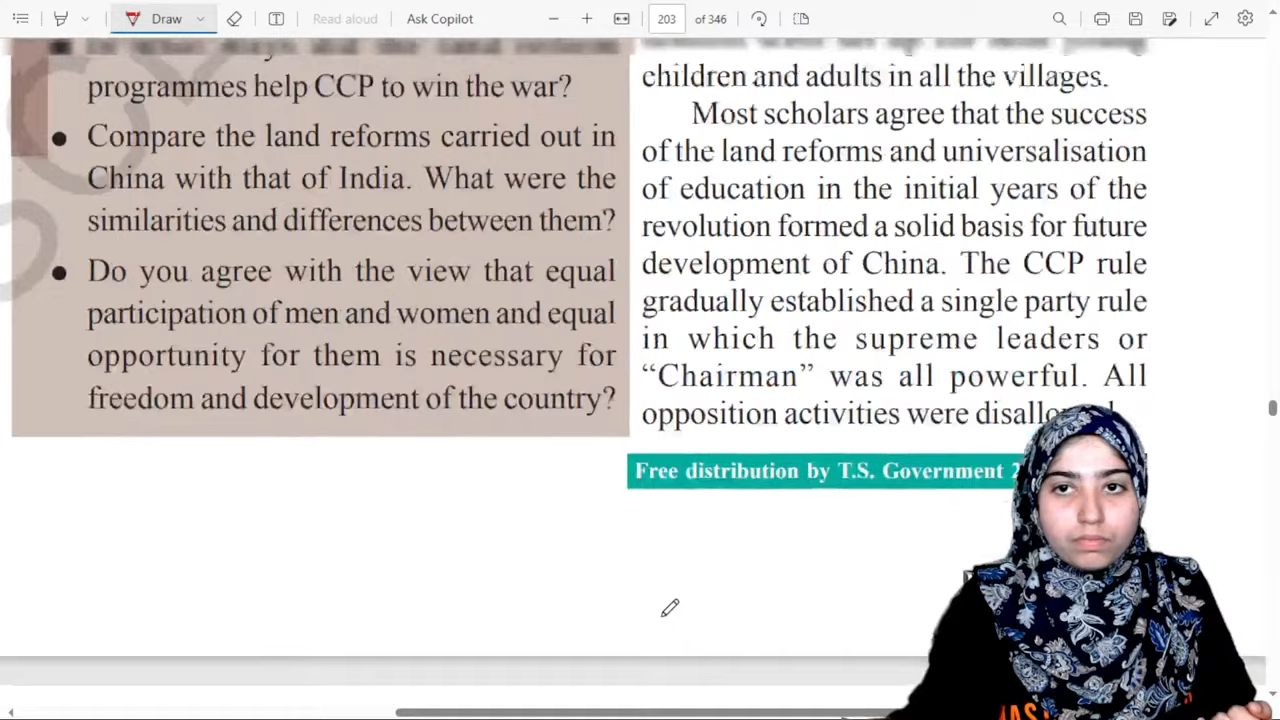 Draw
Read aloud
Ask Copilot
203 of 346
programmes help CCP to win the war?
● Compare the land reforms carried out in
China with that of India. What were the
similarities and differences between them?
● Do you agree with the view that equal
participation of men and women and equal
opportunity for them is necessary for
freedom and development of the country?
children and adults in all the villages.
Most scholars agree that the success
of the land reforms and universalisation
of education in the initial years of the
revolution formed a solid basis for future
development of China. The CCP rule
gradually established a single party rule
in which the supreme leaders or
“Chairman” was all powerful. All
opposition activities were
Free distribution by T.S. Government